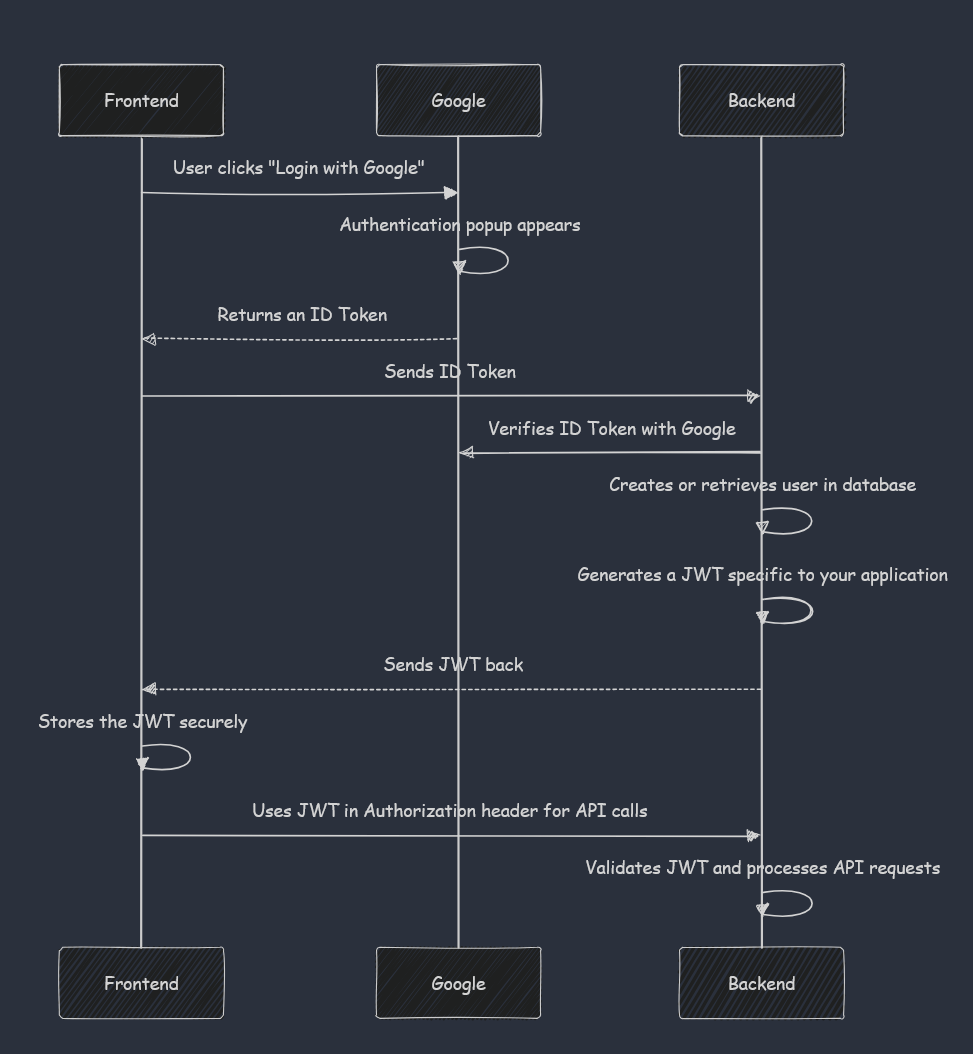 Frontend
Google
Backend
User clicks "Login with Google"
Authentication popup appears
Returns an ID Token
Sends ID Token
Verifies ID Token with Google
Creates or retrieves user in database
Generates a JWT specific to your application
Sends JWT back
Stores the JWT securely
Uses JWT in Authorization header for API calls
Validates JWT and processes API requests
Frontend
Google
Backend